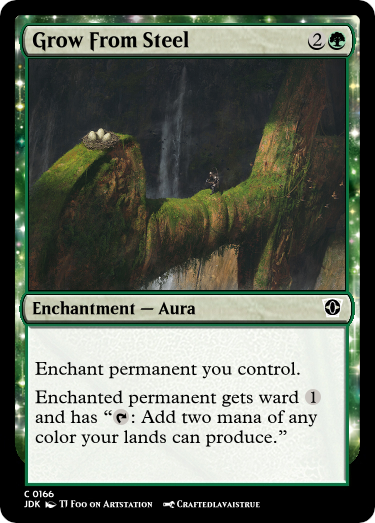 Grow From Steel 2
Enchantment — Aura
Enchant permanent you control.
Enchanted permanent gets ward 1
and has “: Add two mana of any
color your lands can produce.”
C 0166
JDK TJ Foo on Artstation Craftedlavaistrue